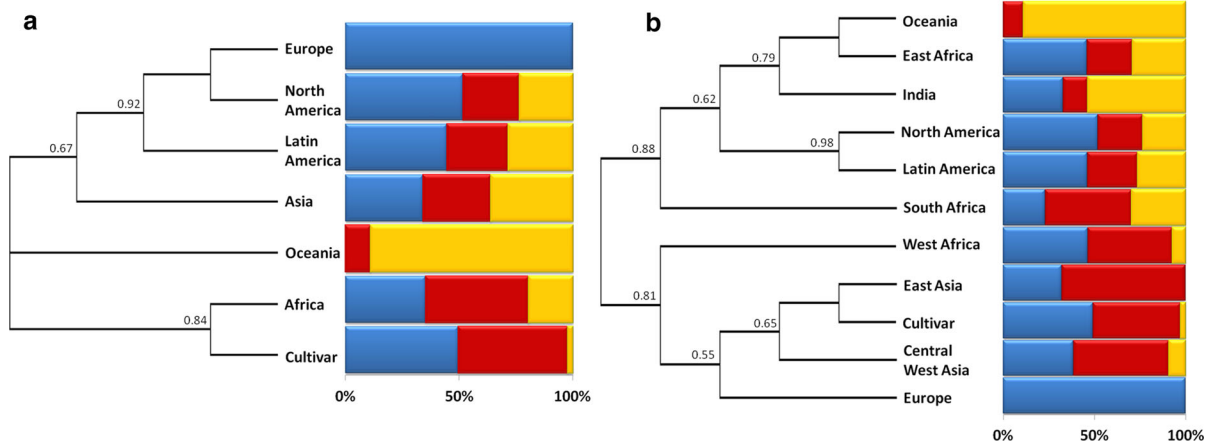 a
Europe
North
America
0.92
Latin
America
0.67
Asia
Oceania
Africa
0.84
Cultivar
0%
50%
100%
b
Oceania
East Africa
0.79
India
0.62
North America
0.98
Latin America
0.88
South Africa
West Africa
East Asia
0.81
Cultivar
0.65
Central
West Asia
0.55
Europe
0%
50%
100%